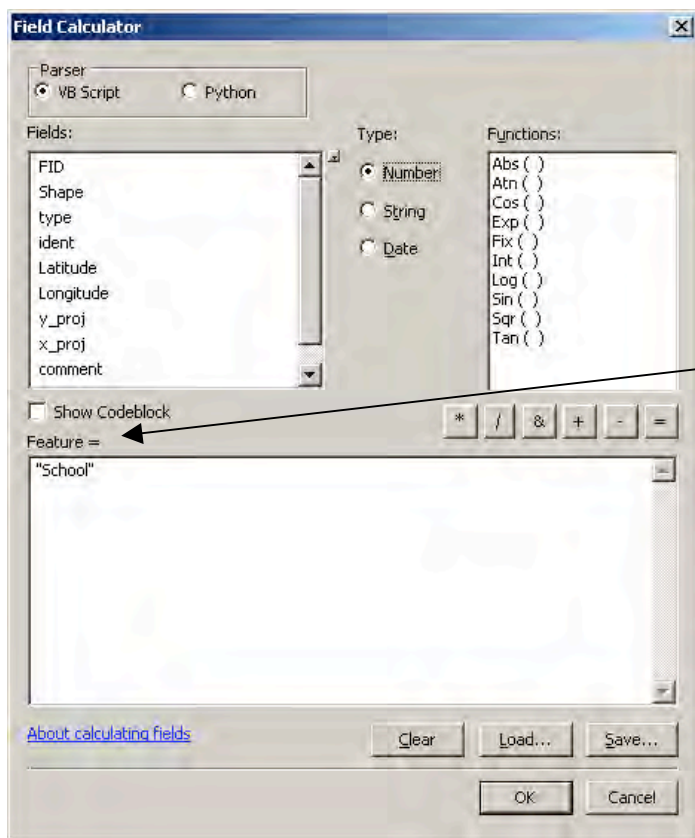 Field Calculator
Parser
VB Script Python
Fields:
FID
Shape
type
ident
Latitude
Longitude
y_proj
x_proj
comment
Type:
Number
String
Date
Functions:
Abs ( )
Atn ( )
Cos ( )
Exp ( )
Fix ( )
Int ( )
Log ( )
Sin ( )
Sqr ( )
Tan ( )
Show Codeblock
* / & + - =
Feature =
"School"
About calculating fields
Clear Load... Save...
OK Cancel